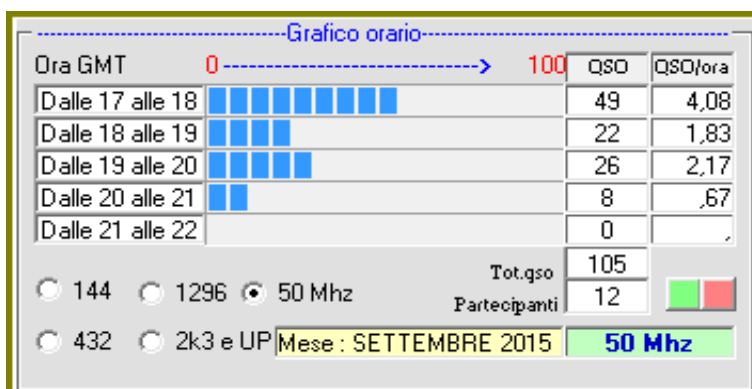 Grafico orario
Ora GMT 0 -----------------------------> 100 QSO QSO/ora
Dalle 17 alle 18 49 4,08
Dalle 18 alle 19 22 1,83
Dalle 19 alle 20 26 2,17
Dalle 20 alle 21 8 ,67
Dalle 21 alle 22 0 ,
Tot.qso 105
144 1296 50 Mhz
Partecipanti 12
432 2k3 e UP Mese : SETTEMBRE 2015 50 Mhz